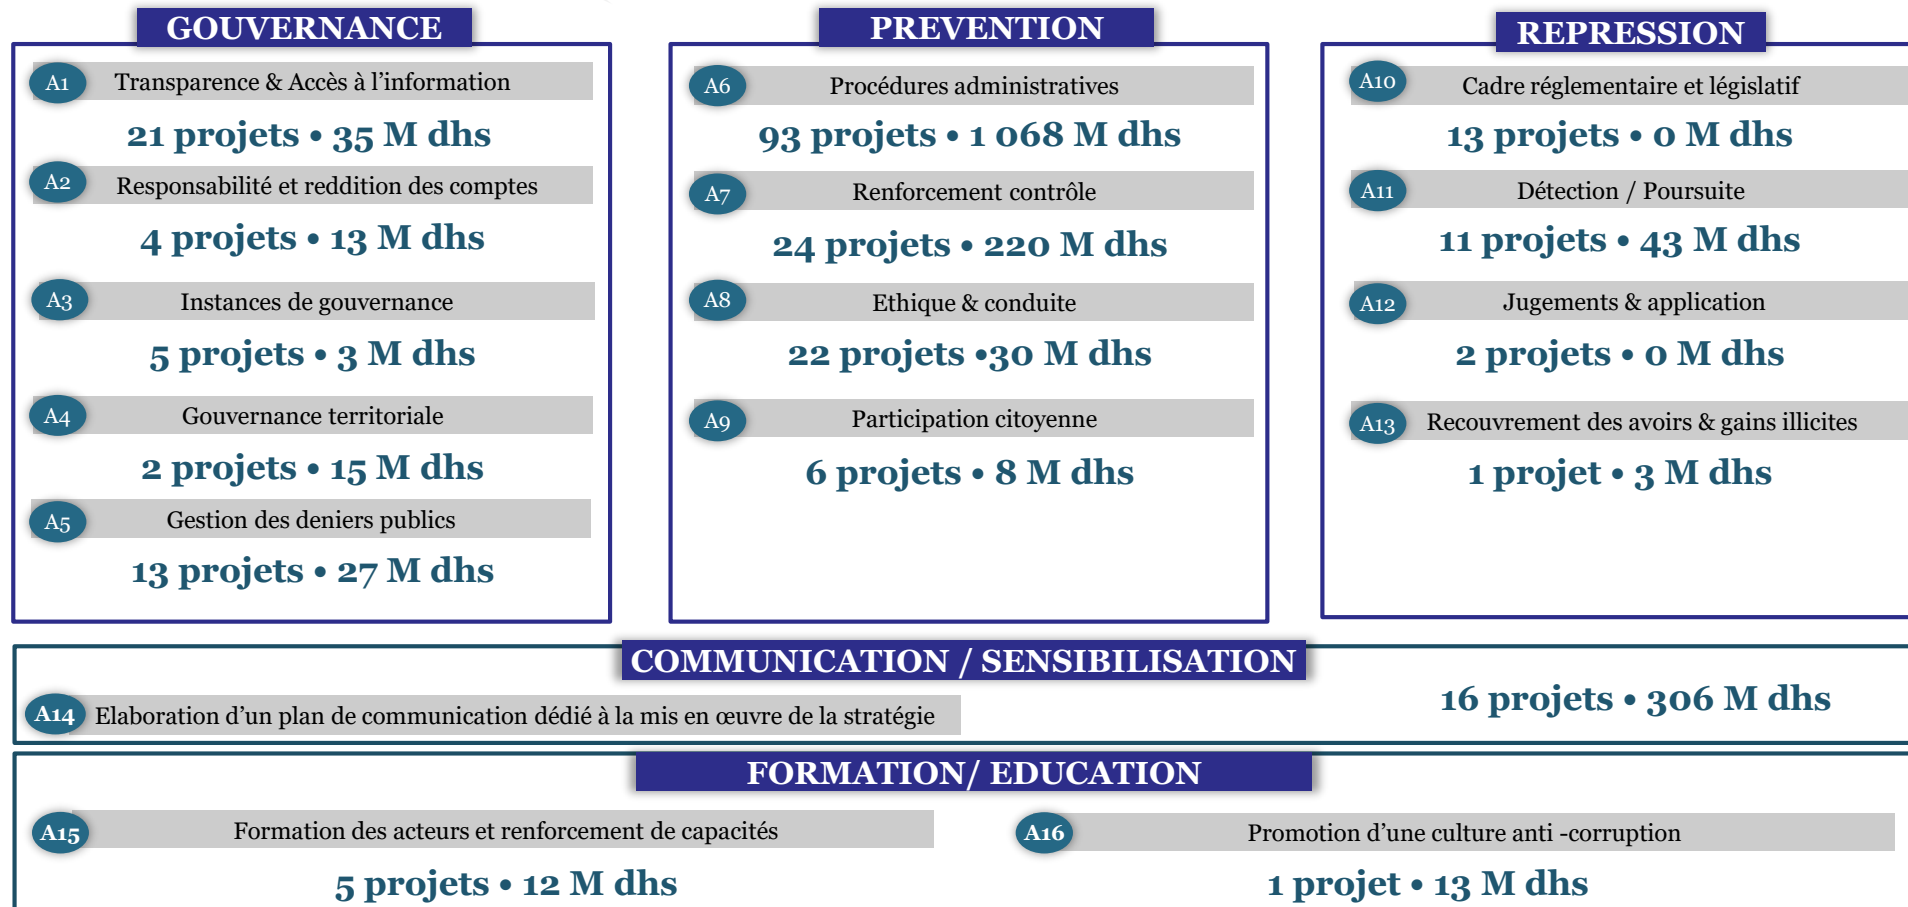 GOUVERNANCE
A1 Transparence & Accès à l’information
21 projets • 35 M dhs
A2 Responsabilité et reddition des comptes
4 projets • 13 M dhs
A3 Instances de gouvernance
5 projets • 3 M dhs
A4 Gouvernance territoriale
2 projets • 15 M dhs
A5 Gestion des deniers publics
13 projets • 27 M dhs
PREVENTION
A6 Procédures administratives
93 projets • 1 068 M dhs
A7 Renforcement contrôle
24 projets • 220 M dhs
A8 Ethique & conduite
22 projets •30 M dhs
A9 Participation citoyenne
6 projets • 8 M dhs
REPRESSION
A10 Cadre réglementaire et législatif
13 projets • 0 M dhs
A11 Détection / Poursuite
11 projets • 43 M dhs
A12 Jugements & application
2 projets • 0 M dhs
A13 Recouvrement des avoirs & gains illicites
1 projet • 3 M dhs
COMMUNICATION / SENSIBILISATION
A14 Elaboration d’un plan de communication dédié à la mis en œuvre de la stratégie
16 projets • 306 M dhs
FORMATION/ EDUCATION
A15 Formation des acteurs et renforcement de capacités
5 projets • 12 M dhs
A16 Promotion d’une culture anti -corruption
1 projet • 13 M dhs